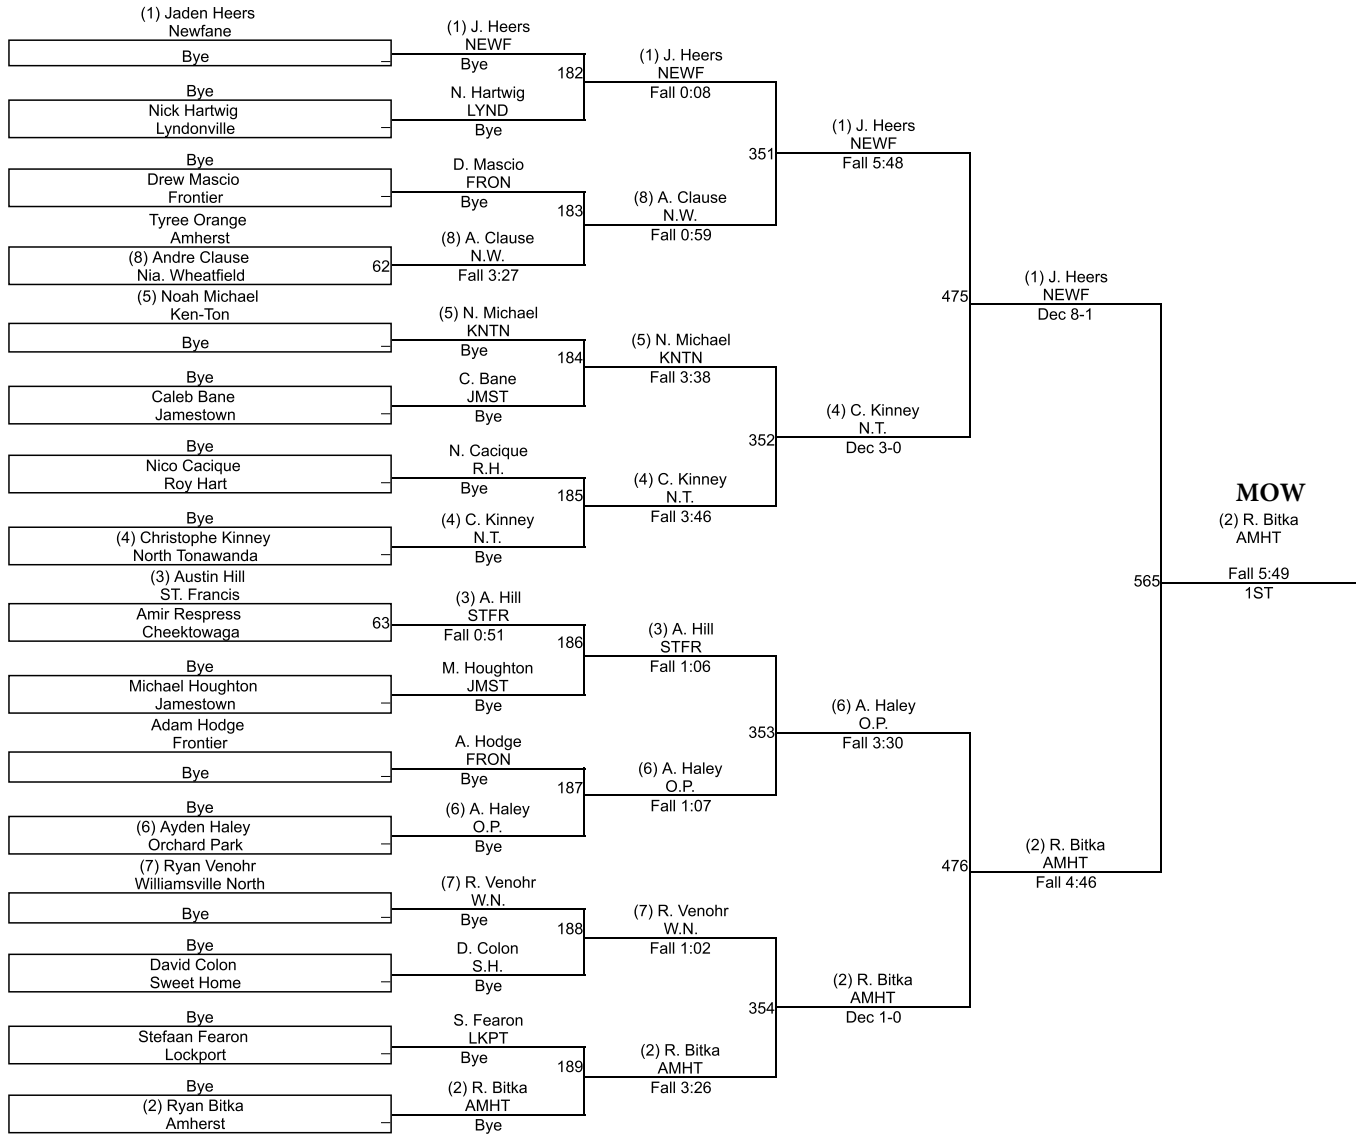 (1) Jaden Heers
Newfane
Bye
Bye
Nick Hartwig
Lyndonville
Bye
Drew Mascio
Frontier
Tyree Orange
Amherst
(8) Andre Clause
Nia. Wheatfield
62
(5) Noah Michael
Ken-Ton
Bye
Bye
Caleb Bane
Jamestown
Bye
Nico Cacique
Roy Hart
Bye
(4) Christophe Kinney
North Tonawanda
(3) Austin Hill
ST. Francis
Amir Respress
Cheektowaga
63
Bye
Michael Houghton
Jamestown
Adam Hodge
Frontier
Bye
Bye
(6) Ayden Haley
Orchard Park
(7) Ryan Venohr
Williamsville North
Bye
Bye
David Colon
Sweet Home
Bye
Stefaan Fearon
Lockport
Bye
(2) Ryan Bitka
Amherst
(1) J. Heers
NEWF
Bye
182
N. Hartwig
LYND
Bye
D. Mascio
FRON
Bye
183
(8) A. Clause
N.W.
Fall 3:27
(5) N. Michael
KNTN
Bye
184
C. Bane
JMST
Bye
N. Cacique
R.H.
Bye
185
(4) C. Kinney
N.T.
Bye
(3) A. Hill
STFR
Fall 0:51
186
M. Houghton
JMST
Bye
A. Hodge
FRON
Bye
187
(6) A. Haley
O.P.
Bye
(7) R. Venohr
W.N.
Bye
188
D. Colon
S.H.
Bye
S. Fearon
LKPT
Bye
189
(2) R. Bitka
AMHT
Bye
(1) J. Heers
NEWF
Fall 0:08
351
(8) A. Clause
N.W.
Fall 0:59
(5) N. Michael
KNTN
Fall 3:38
352
(4) C. Kinney
N.T.
Fall 3:46
(3) A. Hill
STFR
Fall 1:06
353
(6) A. Haley
O.P.
Fall 1:07
(7) R. Venohr
W.N.
Fall 1:02
354
(2) R. Bitka
AMHT
Fall 3:26
(1) J. Heers
NEWF
Fall 5:48
475
(4) C. Kinney
N.T.
Dec 3-0
(6) A. Haley
O.P.
Fall 3:30
476
(2) R. Bitka
AMHT
Dec 1-0
(1) J. Heers
NEWF
Dec 8-1
565
(2) R. Bitka
AMHT
Fall 4:46
MOW
(2) R. Bitka
AMHT
Fall 5:49
1ST